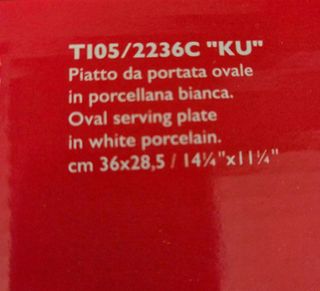 TI05/2236C "KU"
Piatto da portata ovale
in porcellana bianca.
Oval serving plate
in white porcelain.
cm 36x28,5 / 14¼"x11¼"